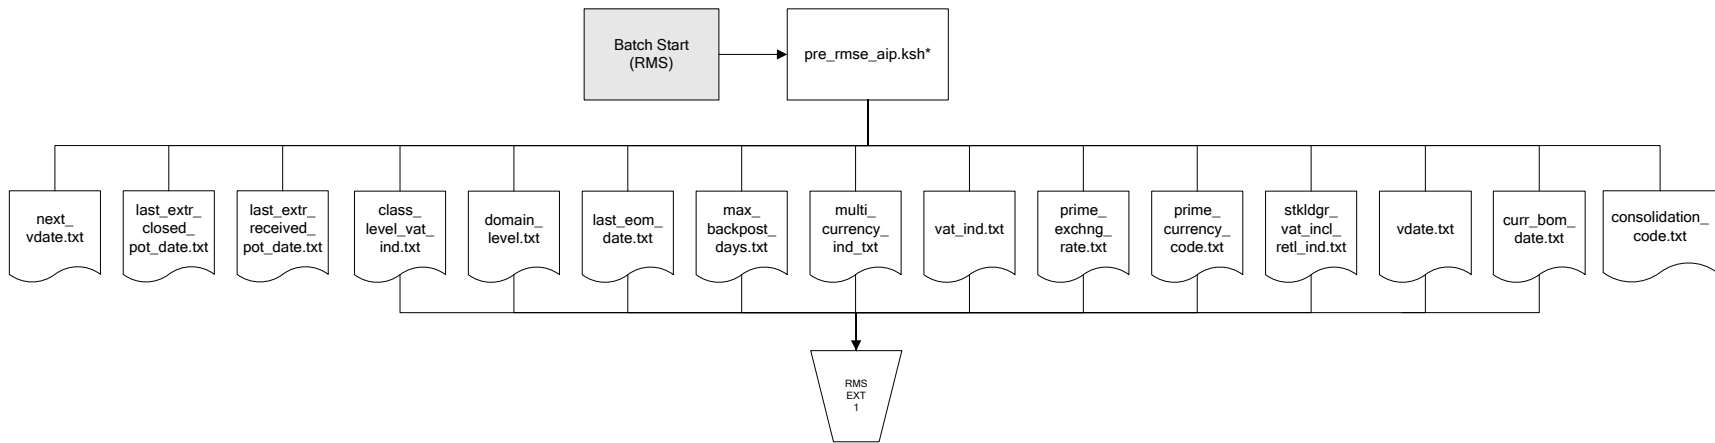 Batch Start
(RMS)
pre_rmse_aip.ksh*
next_
vdate.txt
last_extr_
closed_
pot_date.txt
last_extr_
received_
pot_date.txt
class_
level_vat_
ind.txt
domain_
level.txt
last_eom_
date.txt
max_
backpost_
days.txt
multi_
currency_
ind_txt
vat_ind.txt
prime_
exchng_
rate.txt
prime_
currency_
code.txt
stkldgr_
vat_incl_
retl_ind.txt
vdate.txt
curr_bom_
date.txt
consolidation_
code.txt
RMS
EXT
1